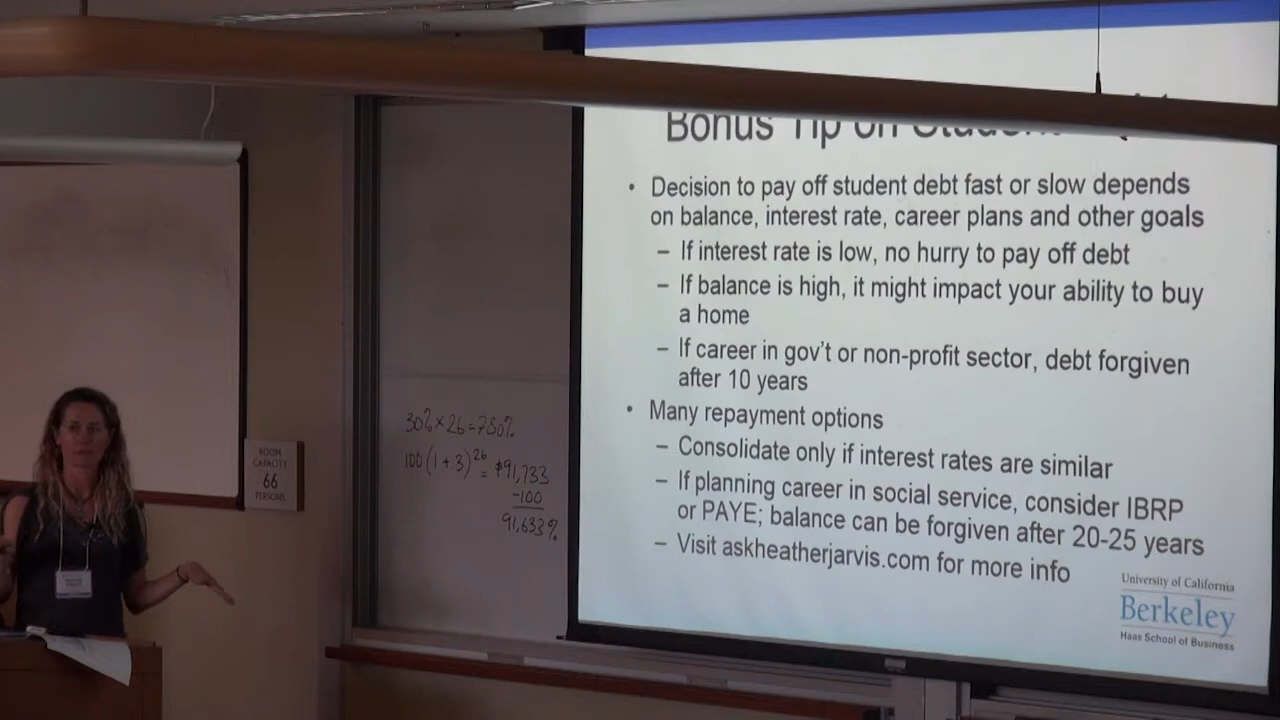 Bonus Tip on Student
• Decision to pay off student debt fast or slow depends
on balance, interest rate, career plans and other goals
– If interest rate is low, no hurry to pay off debt
– If balance is high, it might impact your ability to buy
a home
– If career in gov't or non-profit sector, debt forgiven
after 10 years
• Many repayment options
– Consolidate only if interest rates are similar
– If planning career in social service, consider IBRP
or PAYE; balance can be forgiven after 20-25 years
– Visit askheatherjarvis.com for more info
University of California
Berkeley
Haas School of Business
30% × 26 = 780%
100(1+.3)^26 = $91,733
-100
91,633%
ROOM
CAPACITY
66
PERSONS